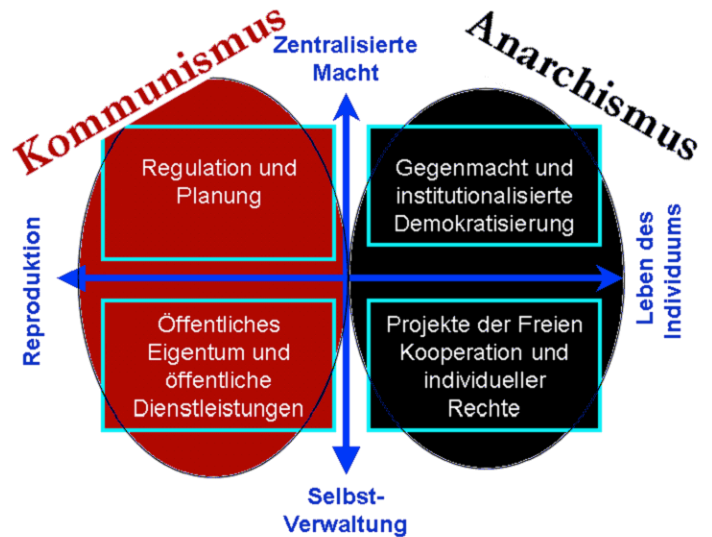 Kommunismus
Zentralisierte
Macht
Anarchismus
Regulation und
Planung
Gegenmacht und
institutionalisierte
Demokratisierung
Reproduktion
Leben des
Individuums
Öffentliches
Eigentum und
öffentliche
Dienstleistungen
Projekte der Freien
Kooperation und
individueller
Rechte
Selbst-
Verwaltung